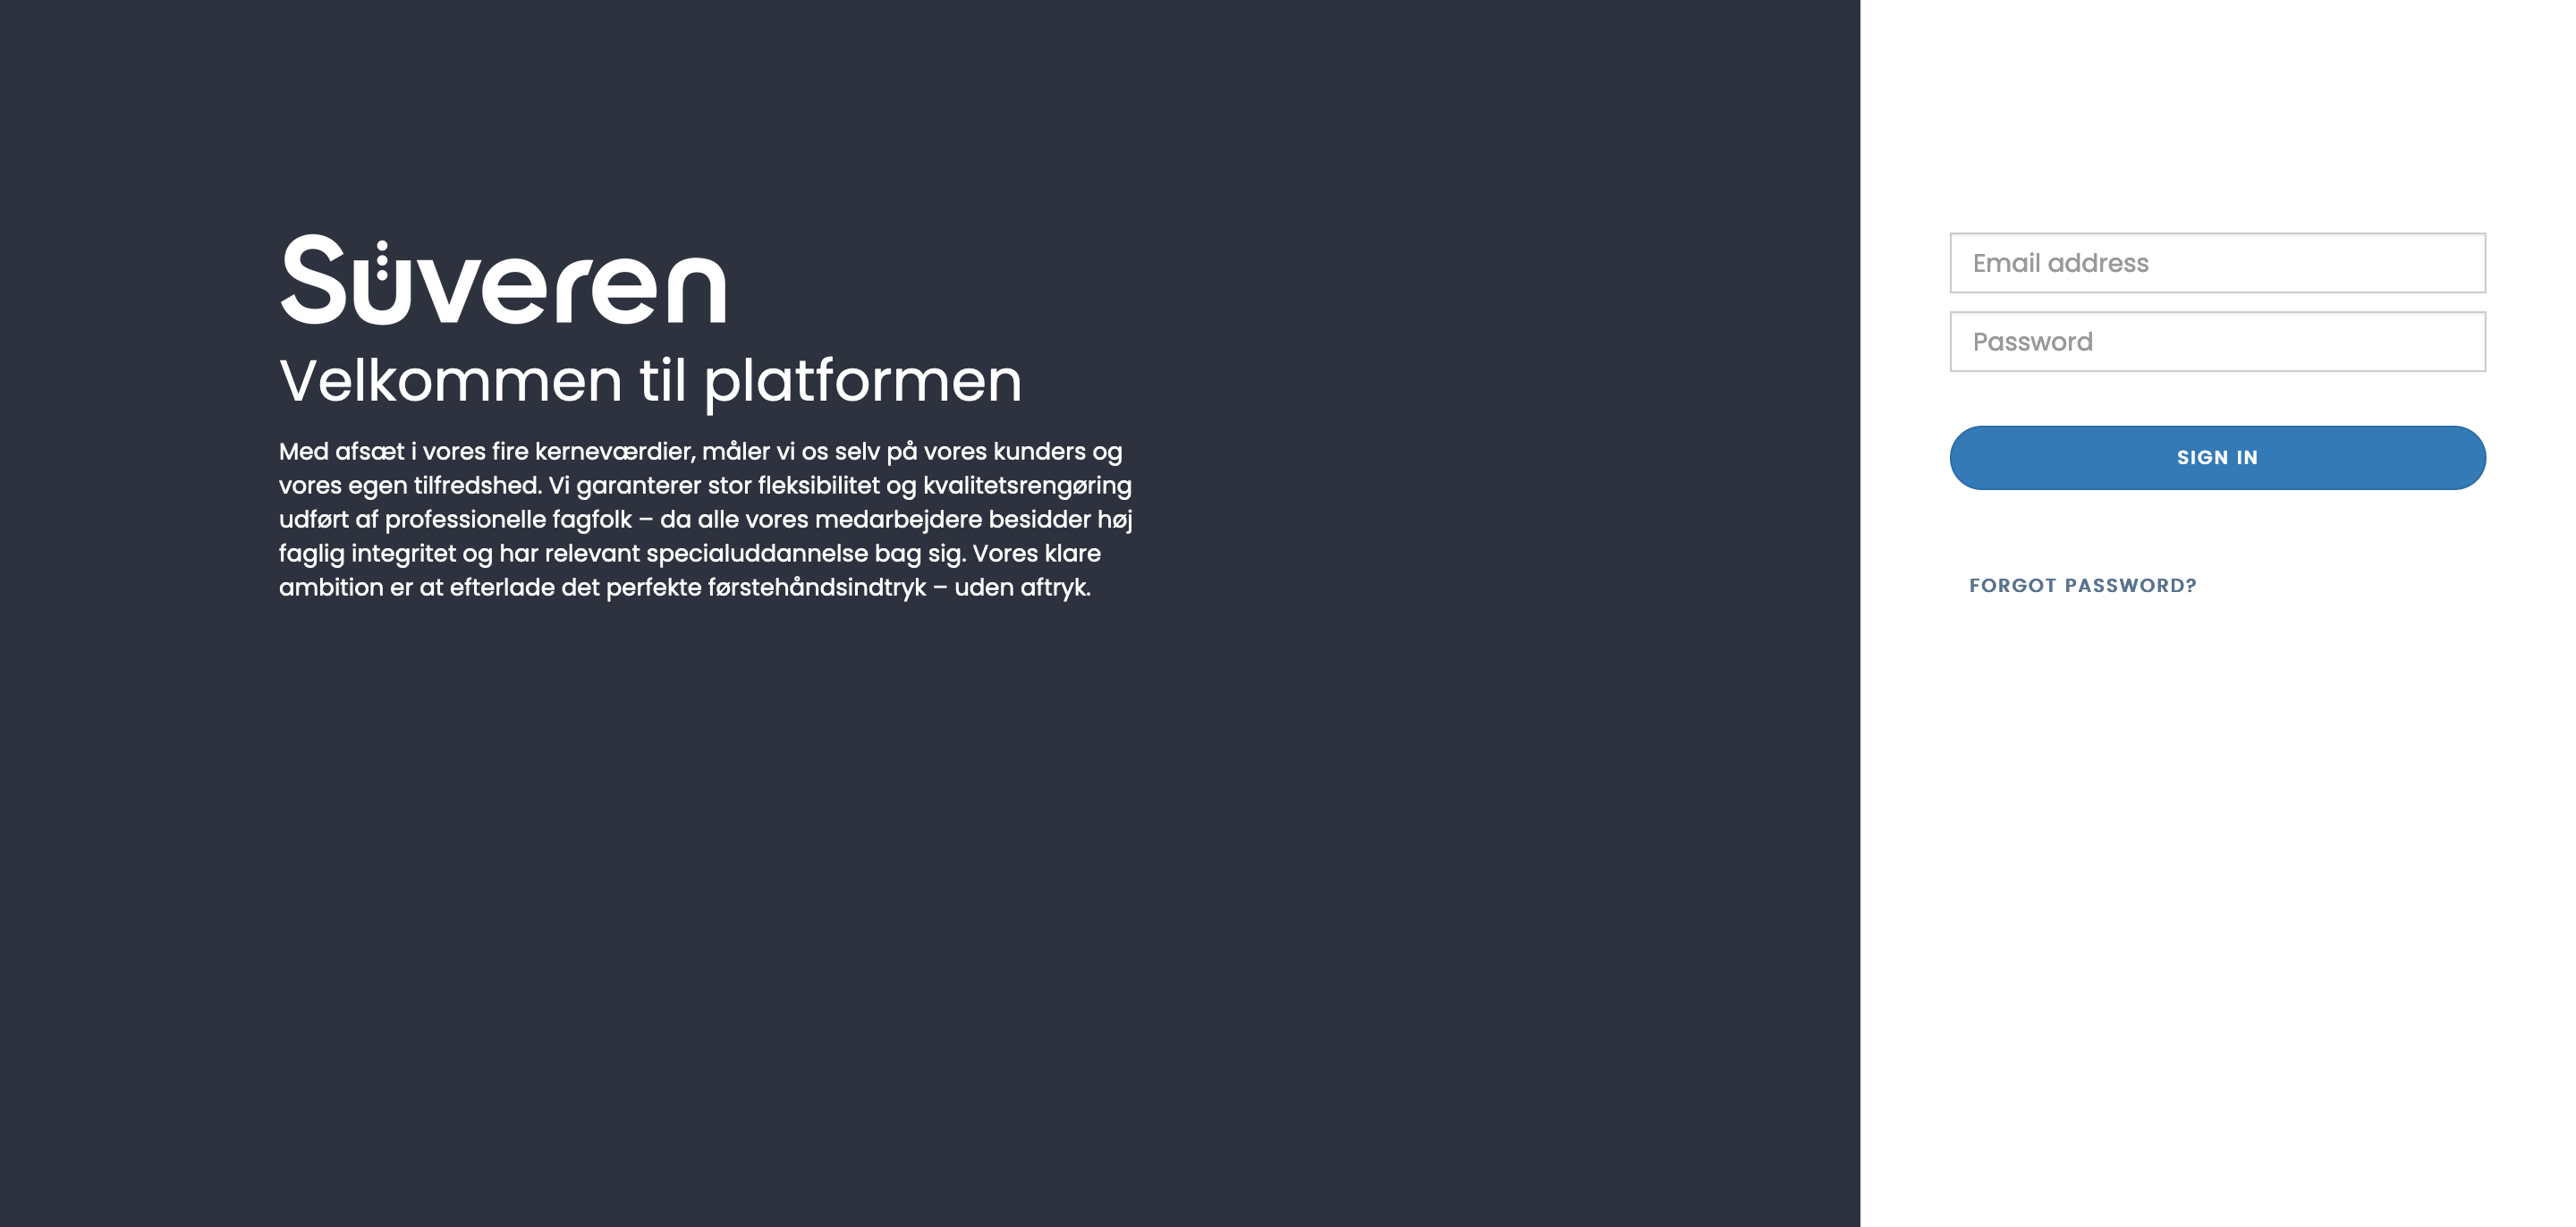 Süveren
Velkommen til platformen
Med afsæt i vores fire kerneværdier, måler vi os selv på vores kunders og
vores egen tilfredshed. Vi garanterer stor fleksibilitet og kvalitetsrengøring
udført af professionelle fagfolk – da alle vores medarbejdere besidder høj
faglig integritet og har relevant specialuddannelse bag sig. Vores klare
ambition er at efterlade det perfekte førstehåndsindtryk – uden aftryk.
Email address
Password
SIGN IN
FORGOT PASSWORD?